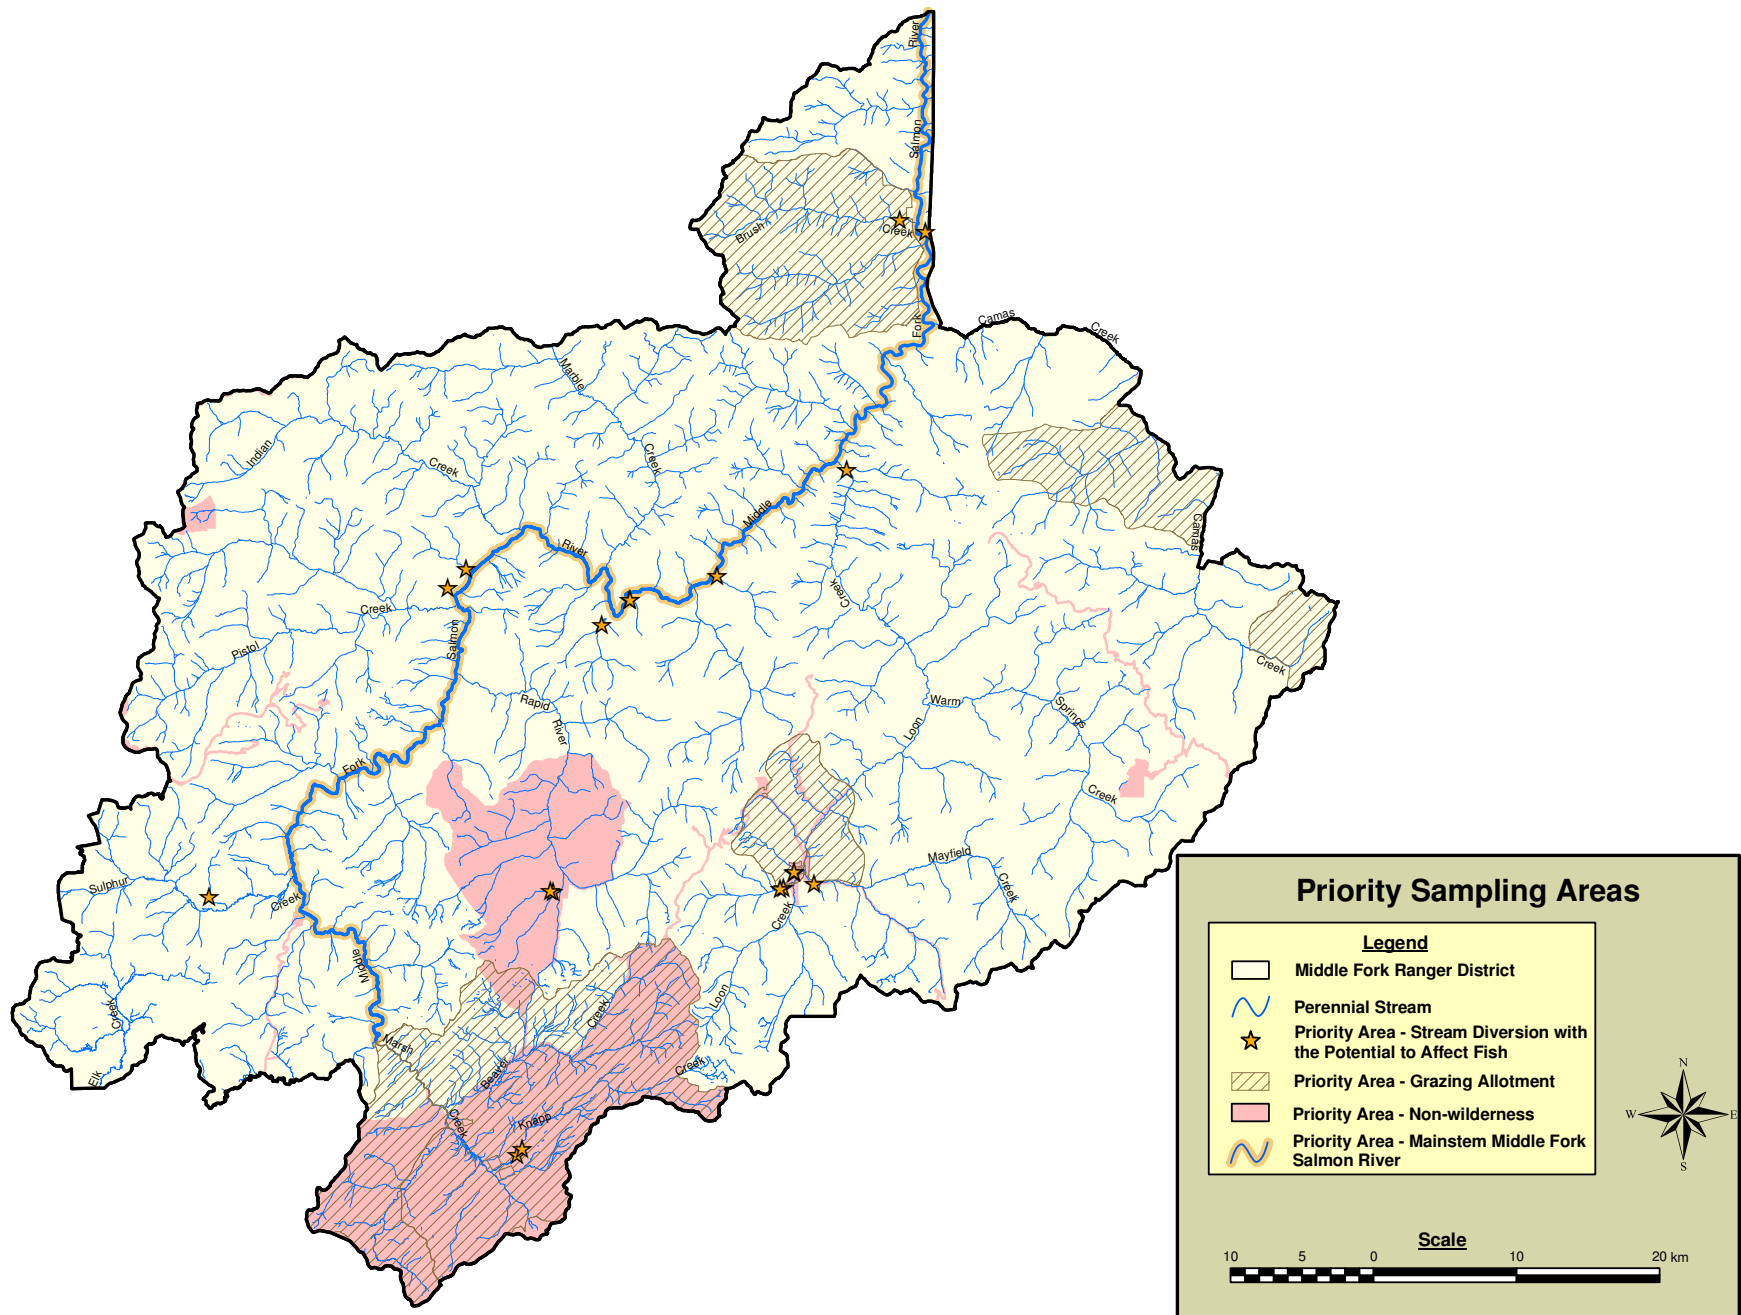 River
Salmon
Brush
Creek
Fork
Camas
Creek
Marble
Indian
Creek
Creek
Middle
Camas
River
Creek
Creek
Salmon
Pistol
Creek
Rapid
River
Warm
Springs
Loon
Fork
Creek
Mayfield
Creek
Sulphur
Creek
Creek
Middle
Loon
Creek
Creek
Marsh
Elk
Beaver
Creek
Creek
Knapp
Priority Sampling Areas
Legend
Middle Fork Ranger District
Perennial Stream
Priority Area - Stream Diversion with
the Potential to Affect Fish
Priority Area - Grazing Allotment
Priority Area - Non-wilderness
Priority Area - Mainstem Middle Fork
Salmon River
N
W E
S
Scale
10 5 0 10 20 km